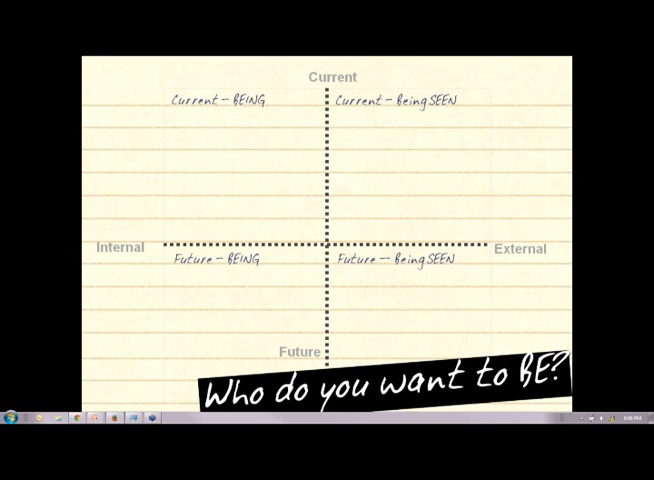 Current
Current - BEING
Current - Being SEEN
Internal
External
Future - BEING
Future - Being SEEN
Future
Who do you want to BE?